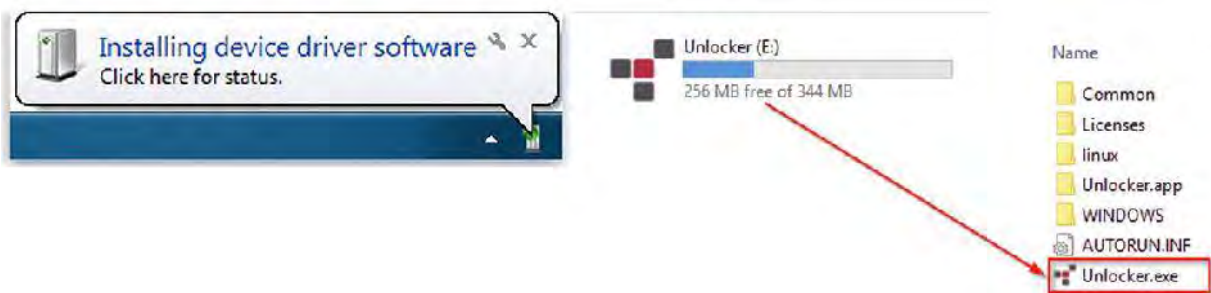 Installing device driver software
Click here for status.
Unlocker (E:)
256 MB free of 344 MB
Name
Common
Licenses
linux
Unlocker.app
WINDOWS
AUTORUN.INF
Unlocker.exe